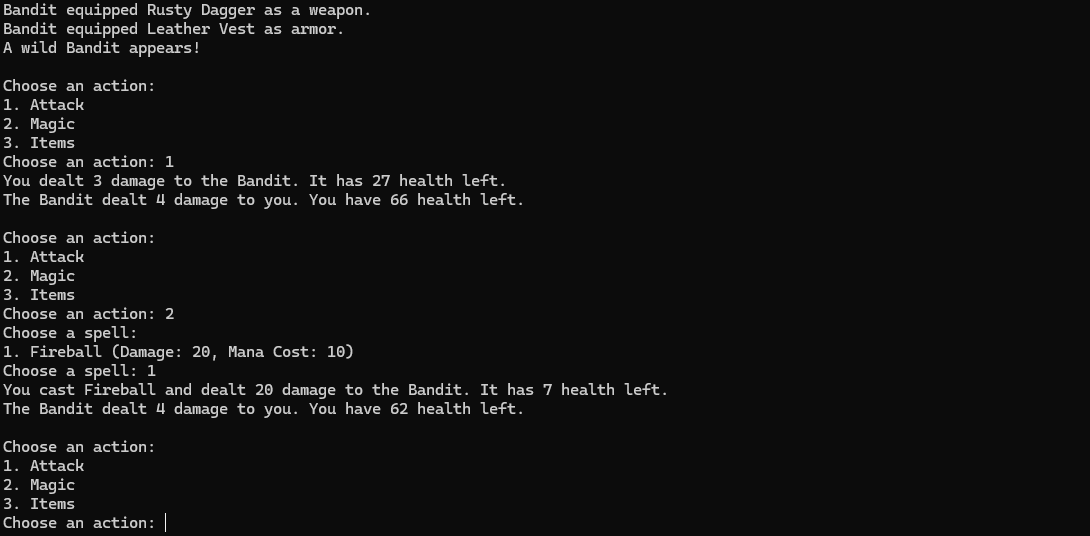 Bandit equipped Rusty Dagger as a weapon.
Bandit equipped Leather Vest as armor.
A wild Bandit appears!
Choose an action:
1. Attack
2. Magic
3. Items
Choose an action: 1
You dealt 3 damage to the Bandit. It has 27 health left.
The Bandit dealt 4 damage to you. You have 66 health left.
Choose an action:
1. Attack
2. Magic
3. Items
Choose an action: 2
Choose a spell:
1. Fireball (Damage: 20, Mana Cost: 10)
Choose a spell: 1
You cast Fireball and dealt 20 damage to the Bandit. It has 7 health left.
The Bandit dealt 4 damage to you. You have 62 health left.
Choose an action:
1. Attack
2. Magic
3. Items
Choose an action: